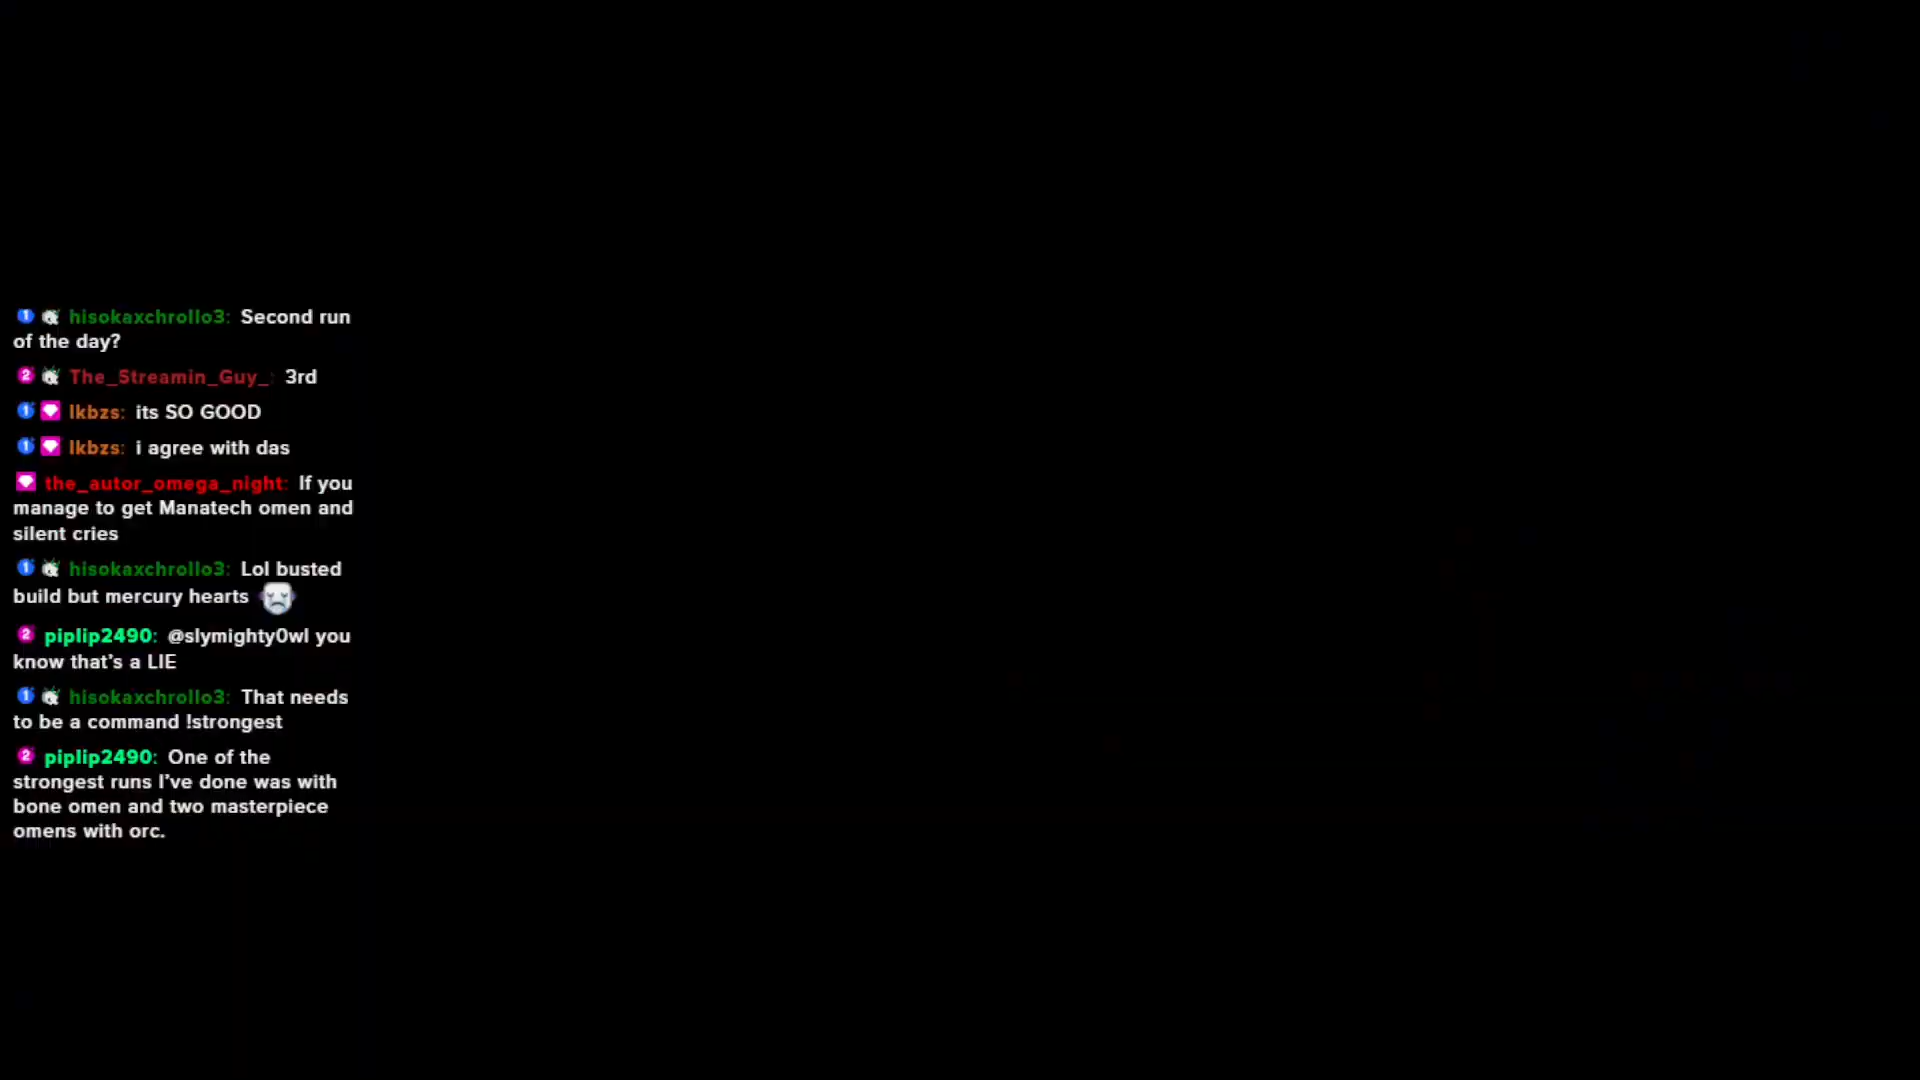 hisokaxchrollo3: Second run
of the day?
The_Streamin_Guy_: 3rd
lkbzs: its SO GOOD
lkbzs: i agree with das
the_autor_omega_night: If you
manage to get Manatech omen and
silent cries
hisokaxchrollo3: Lol busted
build but mercury hearts
piplip2490: @slymighty0wl you
know that's a LIE
hisokaxchrollo3: That needs
to be a command !strongest
piplip2490: One of the
strongest runs I've done was with
bone omen and two masterpiece
omens with orc.